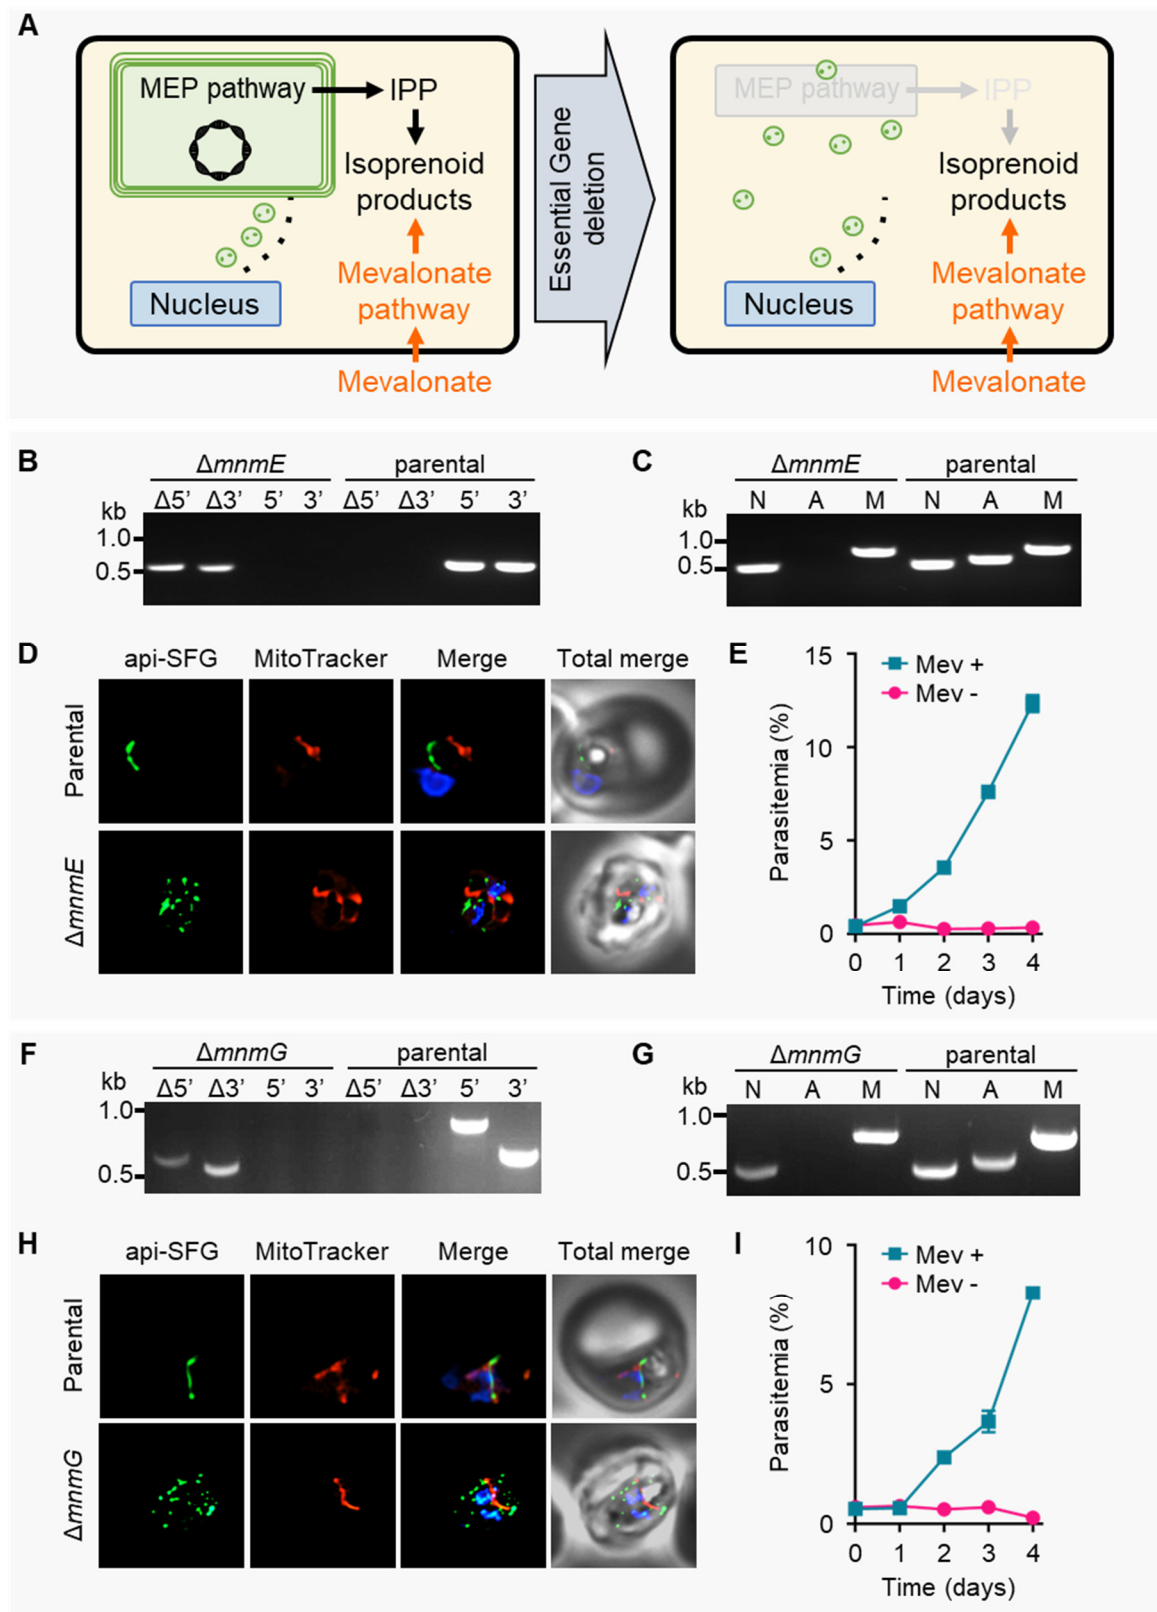 A
MEP pathway
IPP
Isoprenoid
products
Mevalonate
pathway
Nucleus
Mevalonate
Essential Gene
deletion
MEP pathway
IPP
Isoprenoid
products
Mevalonate
pathway
Nucleus
Mevalonate
B
ΔmnmE parental
kb Δ5’ Δ3’ 5’ 3’ Δ5’ Δ3’ 5’ 3’
1.0
0.5
C
ΔmnmE parental
kb N A M N A M
1.0
0.5
D
api-SFG MitoTracker Merge Total merge
Parental
ΔmnmE
E
Mev +
Mev -
Parasitemia (%)
15
10
5
0
0 1 2 3 4
Time (days)
F
ΔmnmG parental
kb Δ5’ Δ3’ 5’ 3’ Δ5’ Δ3’ 5’ 3’
1.0
0.5
G
ΔmnmG parental
kb N A M N A M
1.0
0.5
H
api-SFG MitoTracker Merge Total merge
Parental
ΔmnmG
I
Mev +
Mev -
Parasitemia (%)
10
5
0
0 1 2 3 4
Time (days)